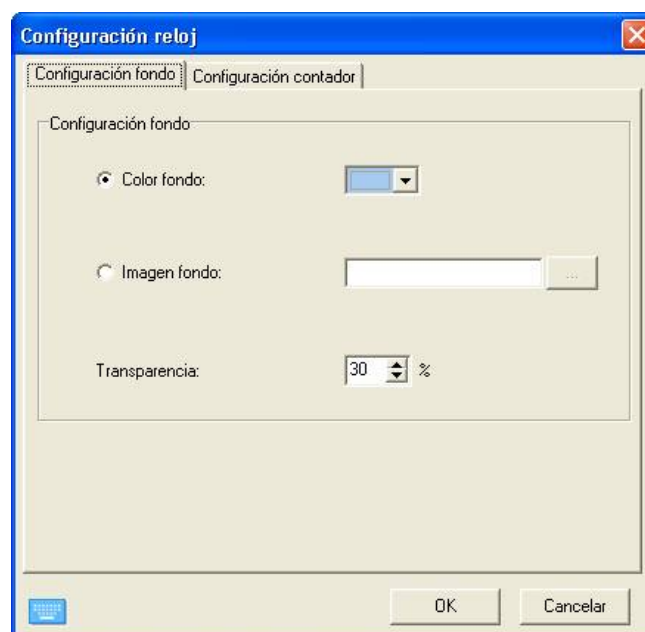 Configuración reloj
Configuración fondo Configuración contador
Configuración fondo
Color fondo:
Imagen fondo: ...
Transparencia: 30 %
OK Cancelar